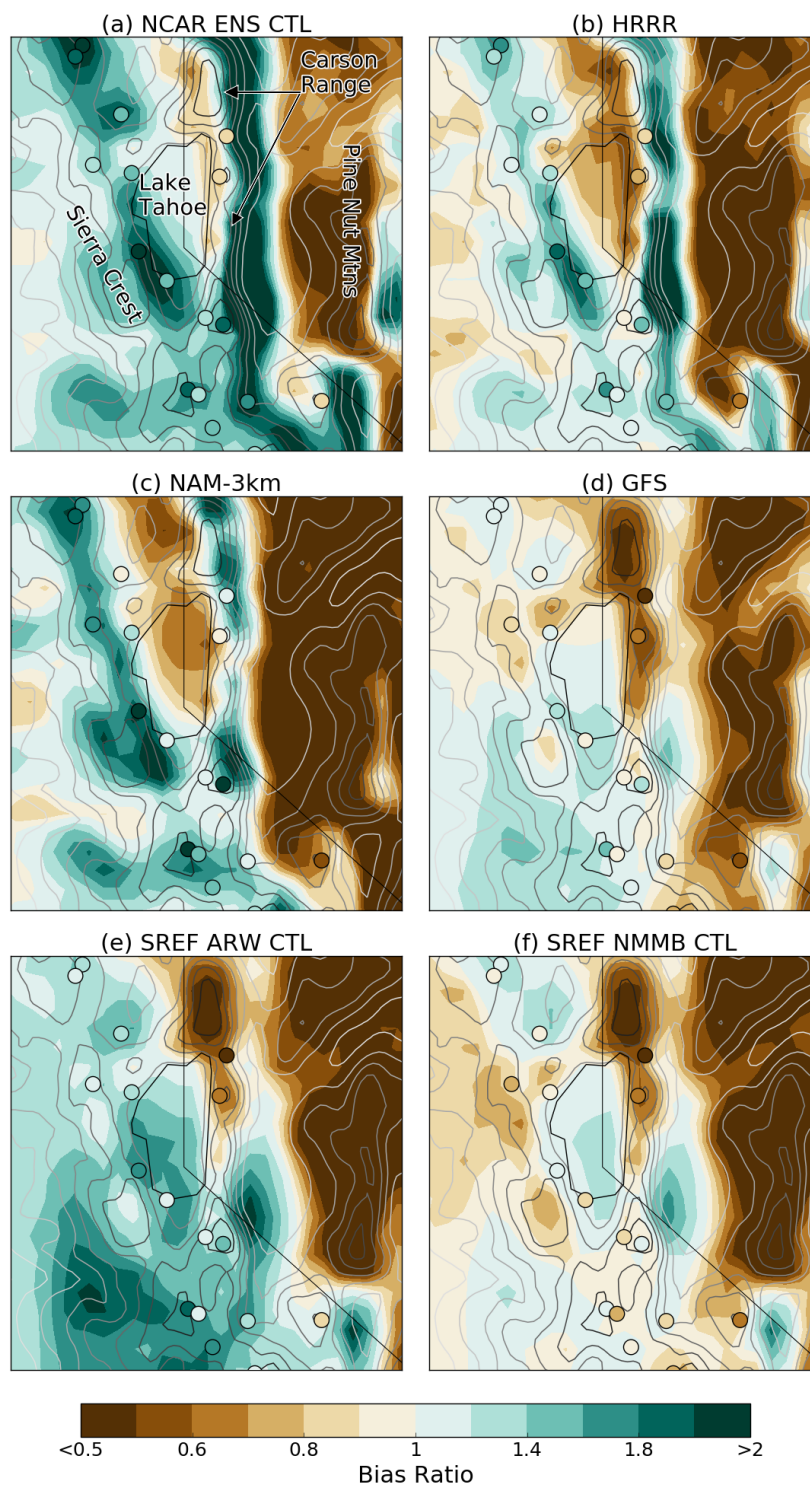 (a) NCAR ENS CTL
(b) HRRR
Carson
Range
Lake
Tahoe
Sierra Crest
Pine Nut Mtns
(c) NAM-3km
(d) GFS
(e) SREF ARW CTL
(f) SREF NMMB CTL
<0.5 0.6 0.8 1 1.4 1.8 >2
Bias Ratio